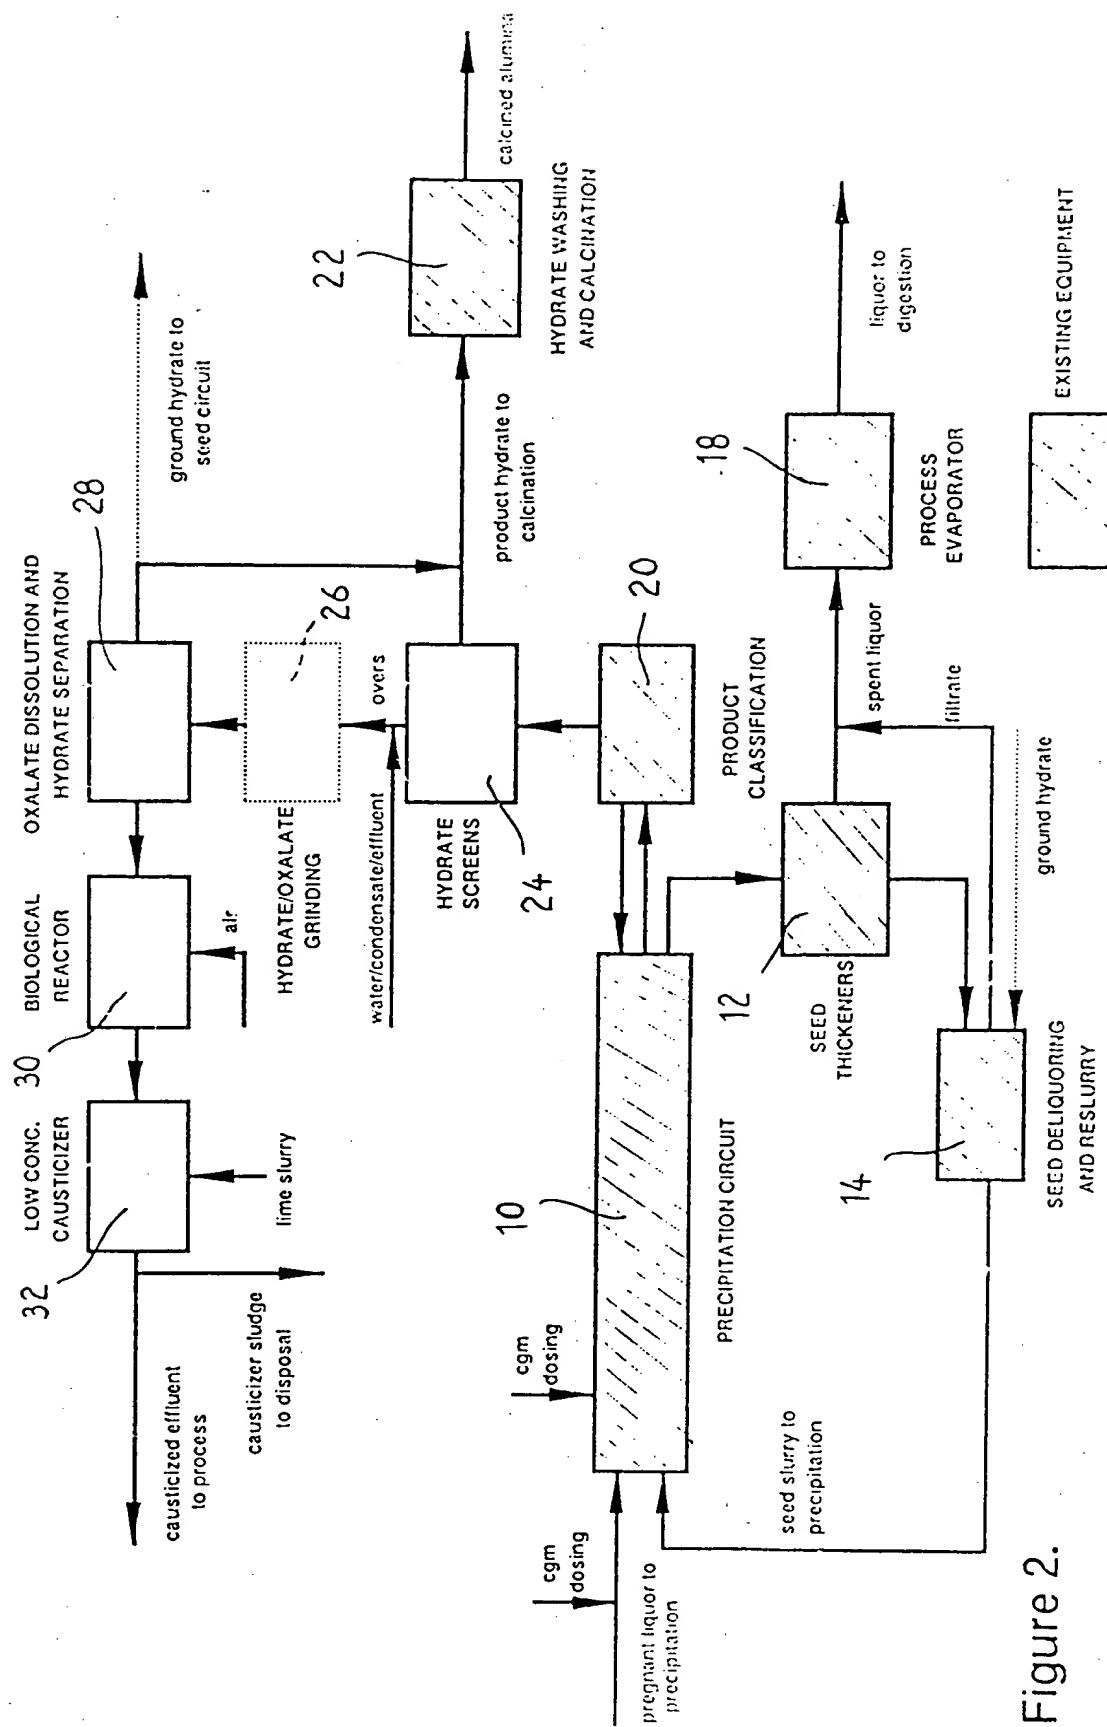 OXALATE DISSOLUTION AND
HYDRATE SEPARATION
28
BIOLOGICAL
REACTOR
30
LOW CONC.
CAUSTICIZER
32
causticized effluent
to process
causticizer sludge
to disposal
lime slurry
air
HYDRATE/OXALATE
GRINDING
26
ground hydrate to
seed circuit
water/condensate/effluent
overs
HYDRATE
SCREENS
24
product hydrate to
calcination
22
HYDRATE WASHING
AND CALCINATION
calcined alumina
cgm
dosing
cgm
dosing
pregnant liquor to
precipitation
10
PRECIPITATION CIRCUIT
20
PRODUCT
CLASSIFICATION
12
SEED
THICKENERS
spent liquor
filtrate
18
PROCESS
EVAPORATOR
liquor to
digestion
seed slurry to
precipitation
14
SEED DELIQUORING
AND RESLURRY
ground hydrate
EXISTING EQUIPMENT
Figure 2.